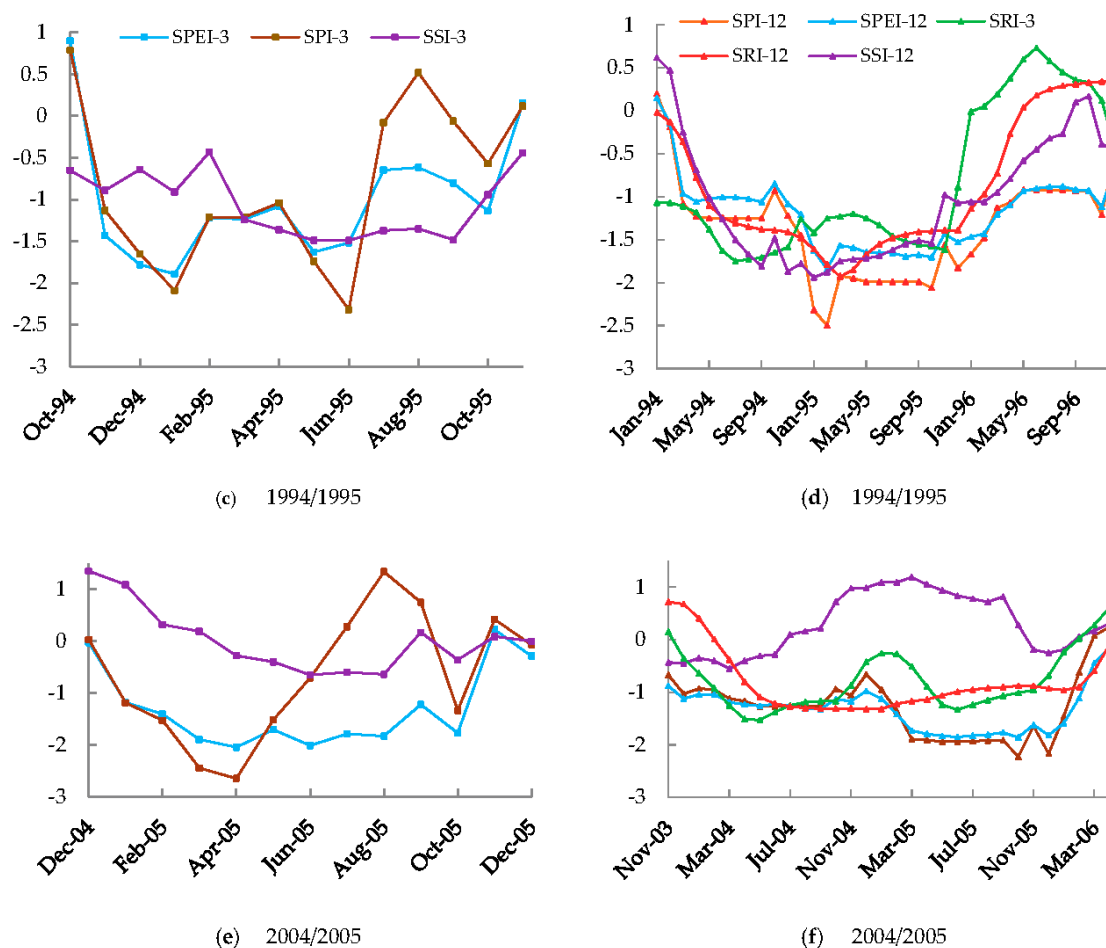 SPEI-3 SPI-3 SSI-3
1
0.5
0
-0.5
-1
-1.5
-2
-2.5
-3
Oct-94 Dec-94 Feb-95 Apr-95 Jun-95 Aug-95 Oct-95
(c) 1994/1995
SPI-12 SPEI-12 SRI-3
SRI-12 SSI-12
1
0.5
0
-0.5
-1
-1.5
-2
-2.5
-3
Jan-94 May-94 Sep-94 Jan-95 May-95 Sep-95 Jan-96 May-96 Sep-96
(d) 1994/1995
1
0
-1
-2
-3
Dec-04 Feb-05 Apr-05 Jun-05 Aug-05 Oct-05 Dec-05
(e) 2004/2005
1
0
-1
-2
-3
Nov-03 Mar-04 Jul-04 Nov-04 Mar-05 Jul-05 Nov-05 Mar-06
(f) 2004/2005